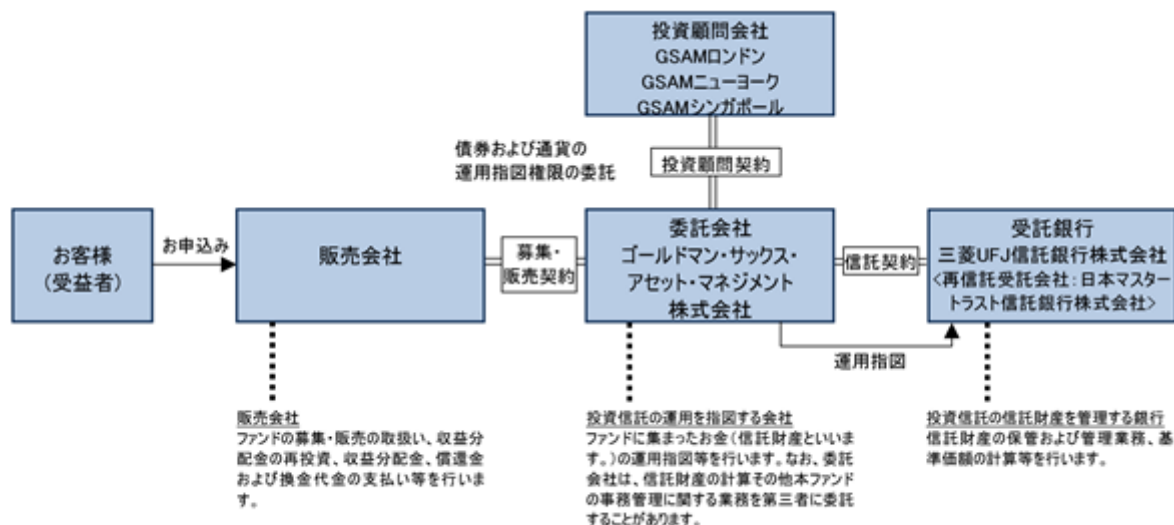 投資顧問会社
GSAMロンドン
GSAMニューヨーク
GSAMシンガポール
債券および通貨の
運用指図権限の委託
投資顧問契約
お客様
(受益者)
お申込み
販売会社
募集・
販売契約
委託会社
ゴールドマン・サックス・
アセット・マネジメント
株式会社
信託契約
受託銀行
三菱UFJ信託銀行株式会社
<再信託受託会社:日本マスター
トラスト信託銀行株式会社>
運用指図
販売会社
ファンドの募集・販売の取扱い、収益分
配金の再投資、収益分配金、償還金
および換金代金の支払い等を行いま
す。
投資信託の運用を指図する会社
ファンドに集まったお金(信託財産といいま
す。)の運用指図等を行います。なお、委託
会社は、信託財産の計算その他本ファンド
の事務管理に関する業務を第三者に委託
することがあります。
投資信託の信託財産を管理する銀行
信託財産の保管および管理業務、基
準価額の計算等を行います。